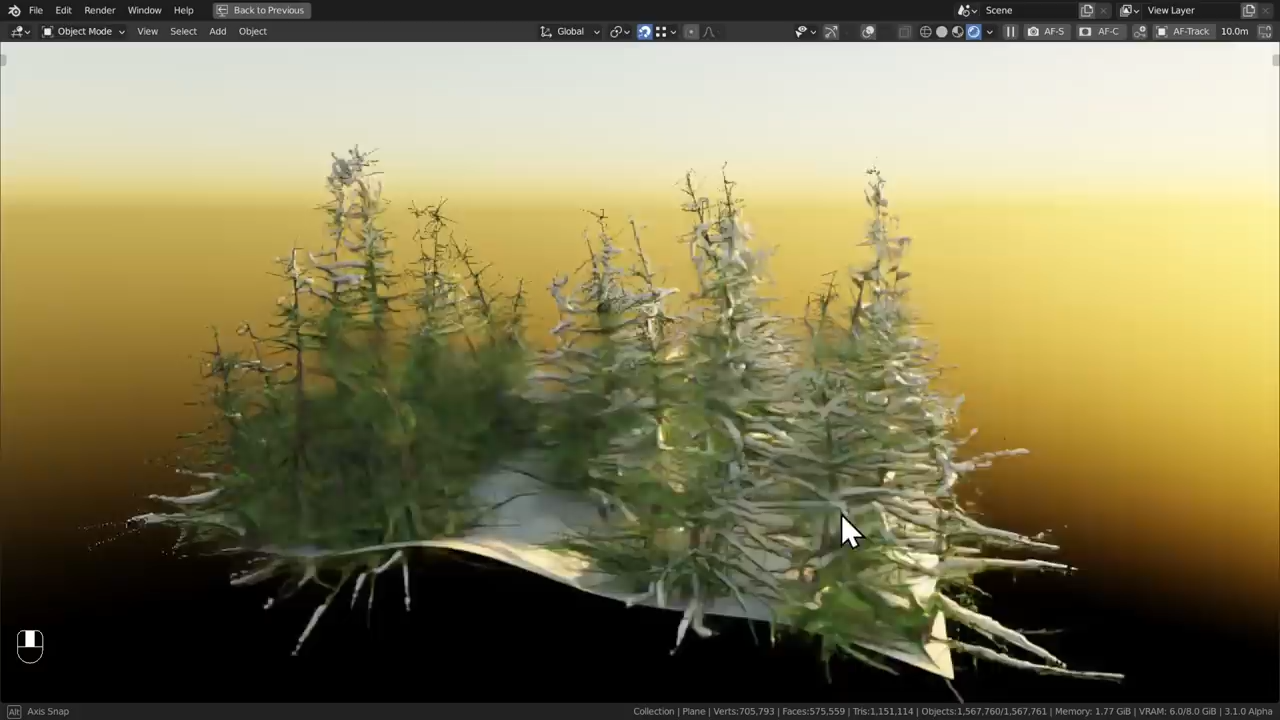 File Edit Render Window Help Back to Previous Scene View Layer
Object Mode View Select Add Object Global AF-S AF-C AF-Track 10.0m
Alt Axis Snap Collection | Plane | Verts:705,793 | Faces:575,559 | Tris:1,151,114 | Objects:1,567,760/1,567,761 | Memory: 1.77 GiB | VRAM: 6.0/8.0 GiB | 3.1.0 Alpha